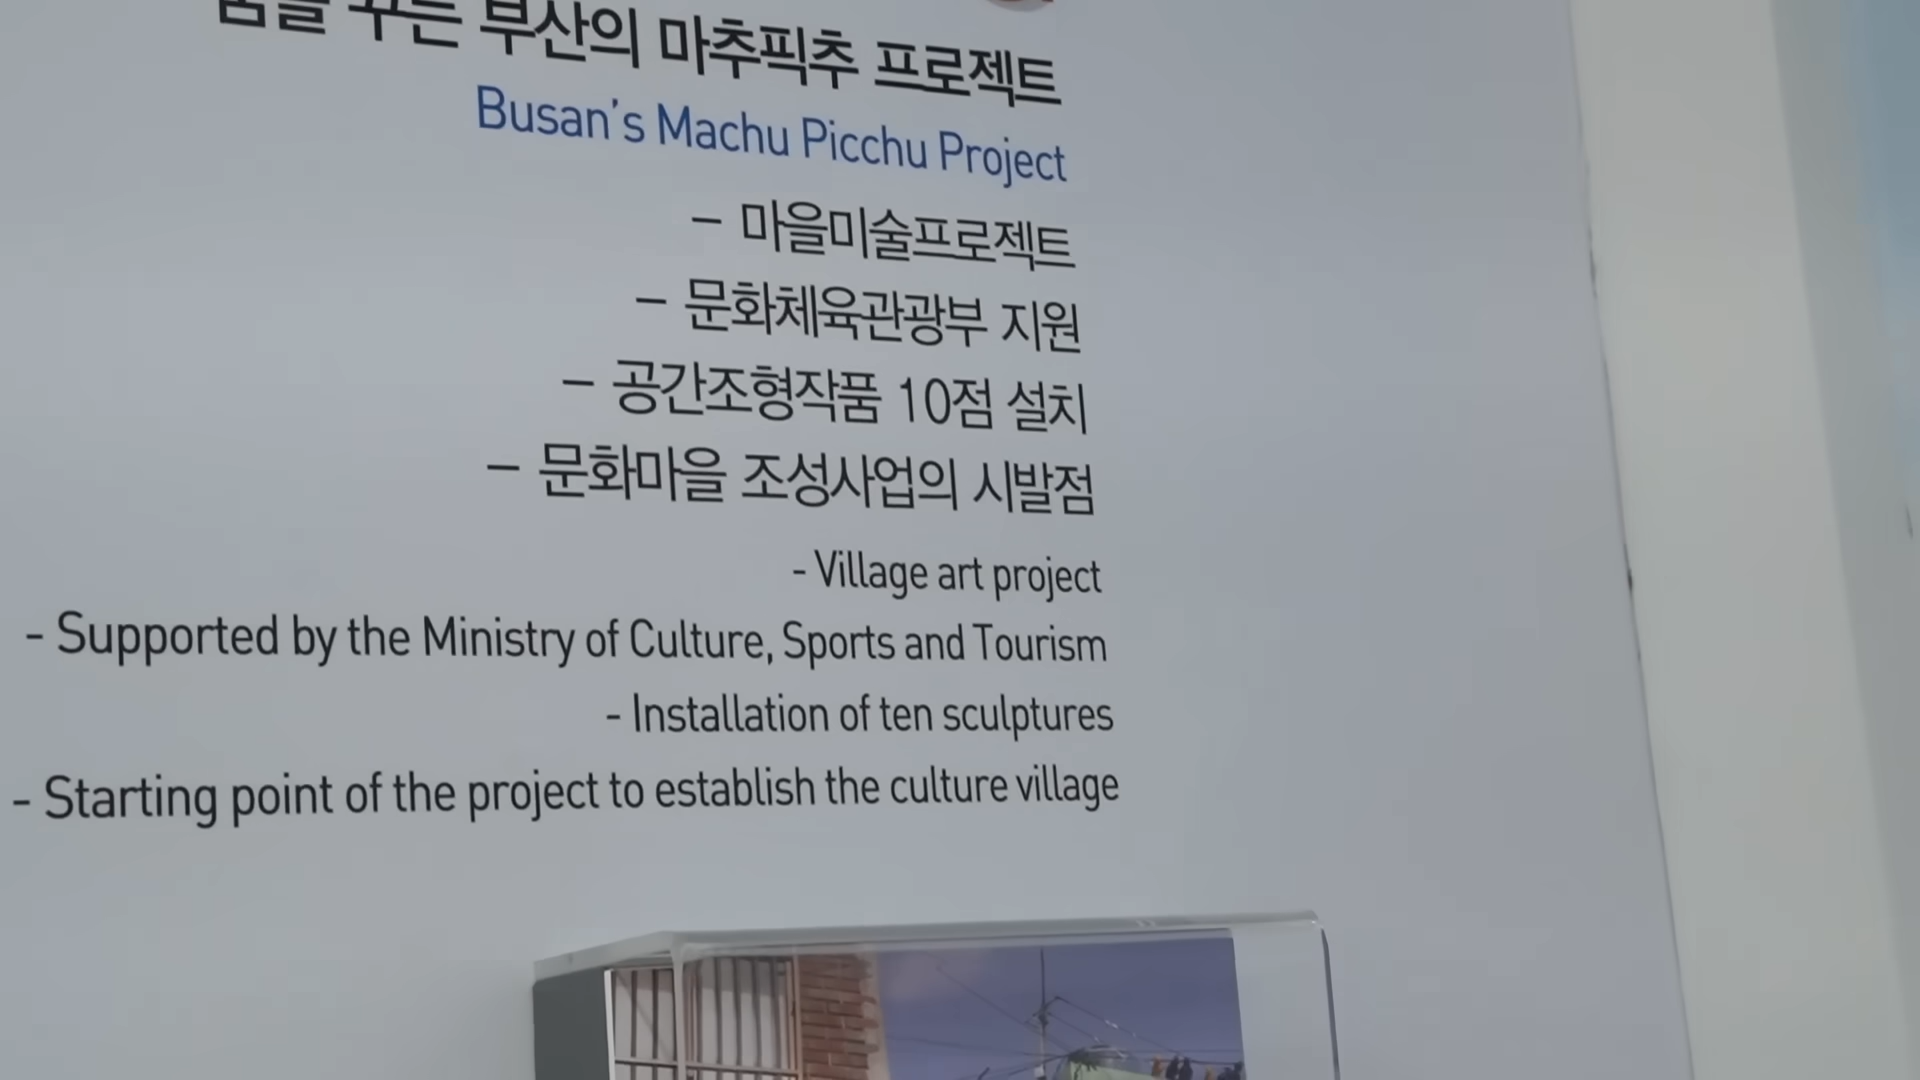 꿈을 꾸는 부산의 마추픽추 프로젝트
Busan's Machu Picchu Project
- 마을미술프로젝트
- 문화체육관광부 지원
- 공간조형작품 10점 설치
- 문화마을 조성사업의 시발점
- Village art project
- Supported by the Ministry of Culture, Sports and Tourism
- Installation of ten sculptures
- Starting point of the project to establish the culture village